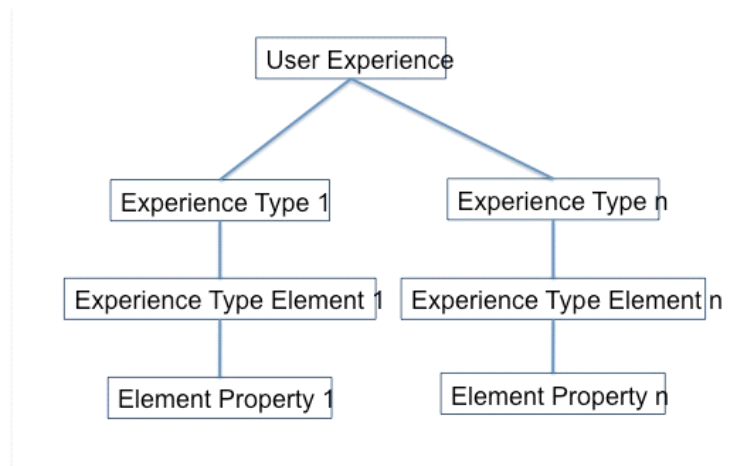 User Experience
Experience Type 1
Experience Type n
Experience Type Element 1
Experience Type Element n
Element Property 1
Element Property n